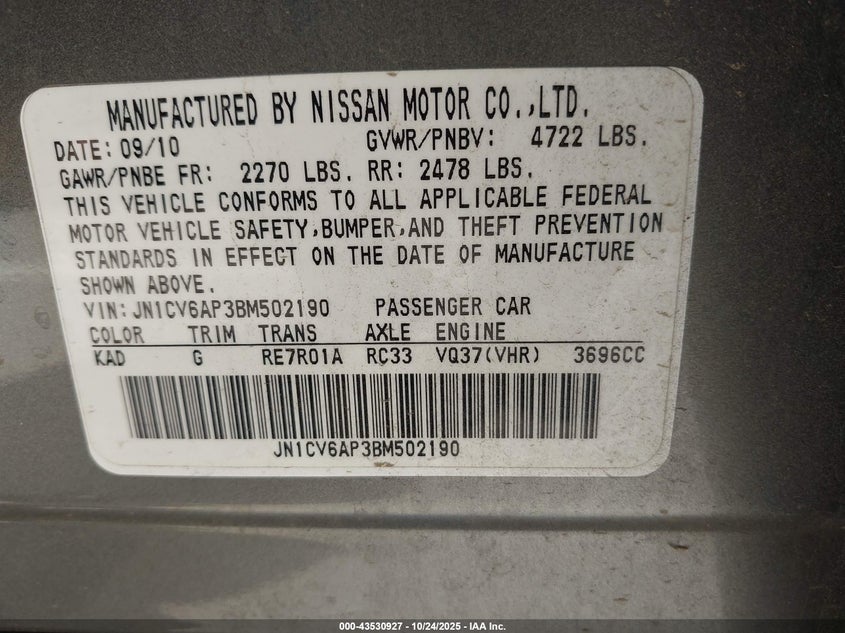 MANUFACTURED BY NISSAN MOTOR CO.,LTD.
DATE: 09/10 GVWR/PNBV: 4722 LBS.
GAWR/PNBE FR: 2270 LBS. RR: 2478 LBS.
THIS VEHICLE CONFORMS TO ALL APPLICABLE FEDERAL
MOTOR VEHICLE SAFETY,BUMPER,AND THEFT PREVENTION
STANDARDS IN EFFECT ON THE DATE OF MANUFACTURE
SHOWN ABOVE.
VIN:JN1CV6AP3BM502190 PASSENGER CAR
COLOR TRIM TRANS AXLE ENGINE
KAD G RE7R01A RC33 VQ37(VHR) 3696CC
JN1CV6AP3BM502190
000-43530927 - 10/24/2025 - IAA Inc.